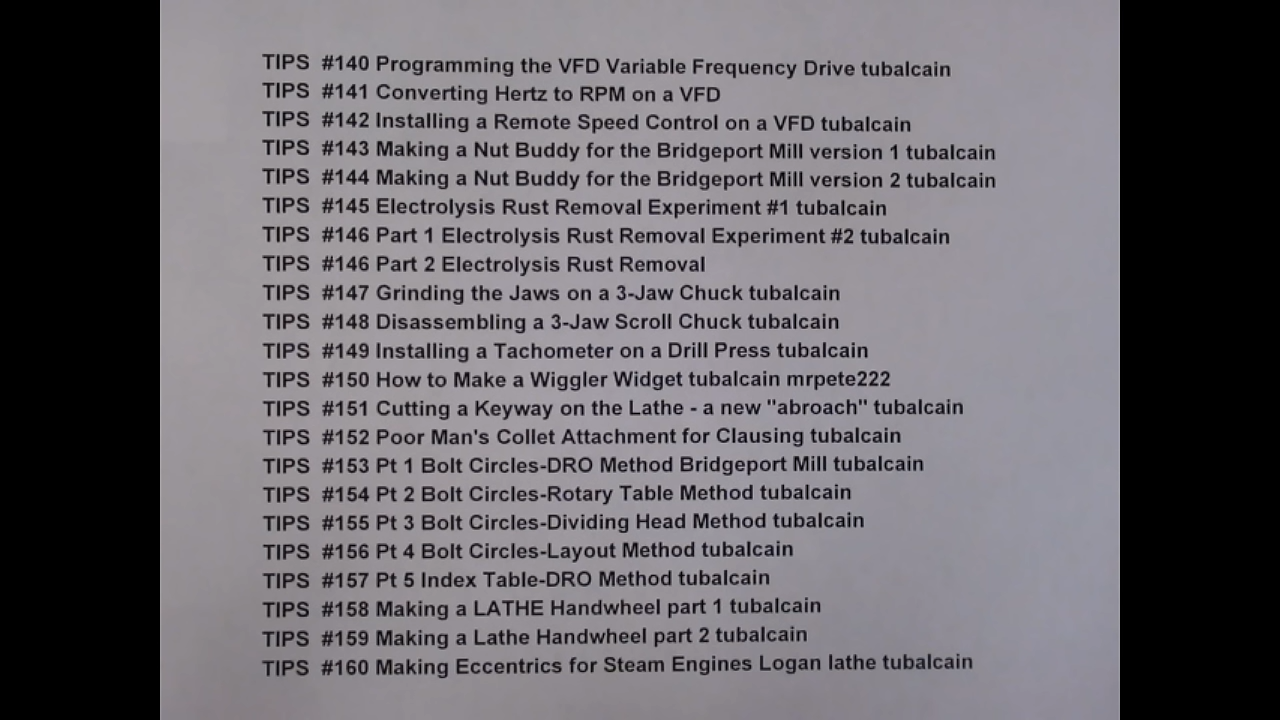 TIPS #140 Programming the VFD Variable Frequency Drive tubalcain
TIPS #141 Converting Hertz to RPM on a VFD
TIPS #142 Installing a Remote Speed Control on a VFD tubalcain
TIPS #143 Making a Nut Buddy for the Bridgeport Mill version 1 tubalcain
TIPS #144 Making a Nut Buddy for the Bridgeport Mill version 2 tubalcain
TIPS #145 Electrolysis Rust Removal Experiment #1 tubalcain
TIPS #146 Part 1 Electrolysis Rust Removal Experiment #2 tubalcain
TIPS #146 Part 2 Electrolysis Rust Removal
TIPS #147 Grinding the Jaws on a 3-Jaw Chuck tubalcain
TIPS #148 Disassembling a 3-Jaw Scroll Chuck tubalcain
TIPS #149 Installing a Tachometer on a Drill Press tubalcain
TIPS #150 How to Make a Wiggler Widget tubalcain mrpete222
TIPS #151 Cutting a Keyway on the Lathe - a new "abroach" tubalcain
TIPS #152 Poor Man's Collet Attachment for Clausing tubalcain
TIPS #153 Pt 1 Bolt Circles-DRO Method Bridgeport Mill tubalcain
TIPS #154 Pt 2 Bolt Circles-Rotary Table Method tubalcain
TIPS #155 Pt 3 Bolt Circles-Dividing Head Method tubalcain
TIPS #156 Pt 4 Bolt Circles-Layout Method tubalcain
TIPS #157 Pt 5 Index Table-DRO Method tubalcain
TIPS #158 Making a LATHE Handwheel part 1 tubalcain
TIPS #159 Making a Lathe Handwheel part 2 tubalcain
TIPS #160 Making Eccentrics for Steam Engines Logan lathe tubalcain